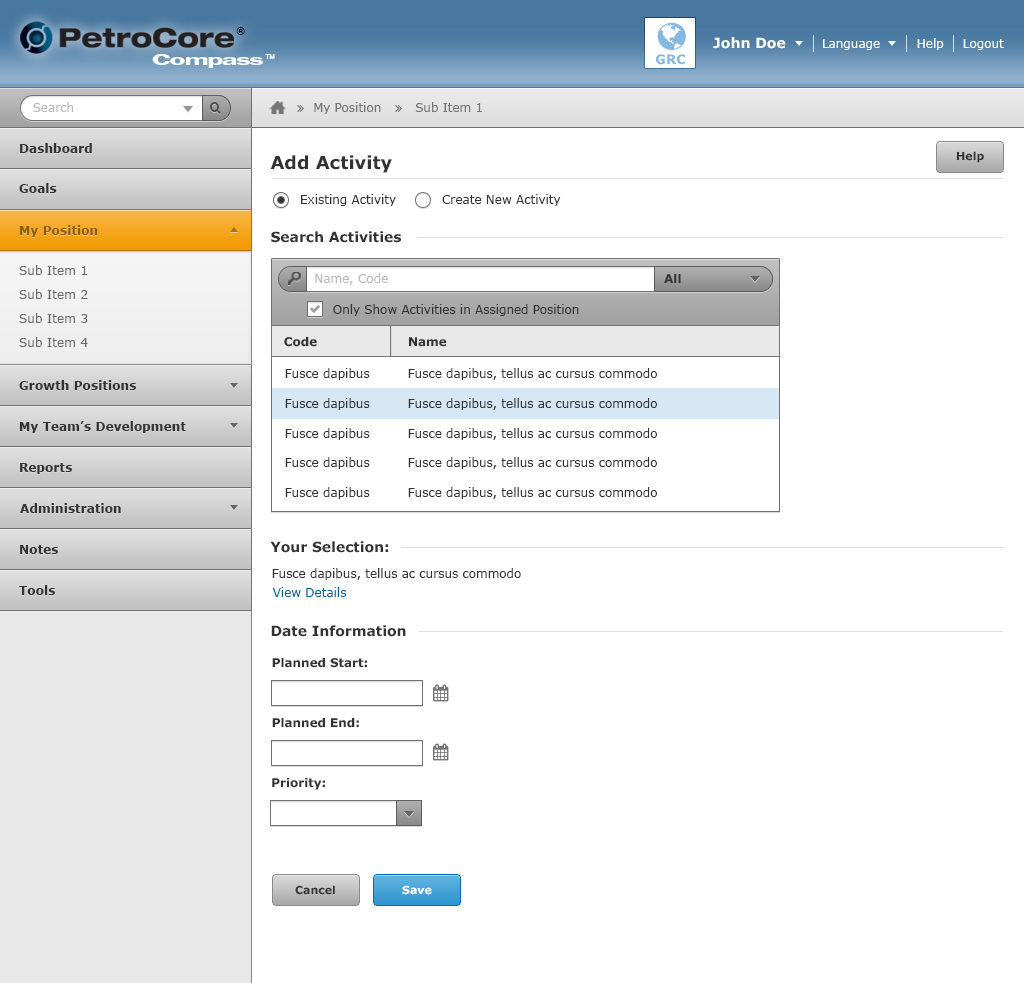 PetroCore®
Compass™
GRC
John Doe
Language
Help
Logout
Search
» My Position » Sub Item 1
Dashboard
Goals
My Position
Sub Item 1
Sub Item 2
Sub Item 3
Sub Item 4
Growth Positions
My Team’s Development
Reports
Administration
Notes
Tools
Add Activity
Help
Existing Activity
Create New Activity
Search Activities
Name, Code
All
Only Show Activities in Assigned Position
Code Name
Fusce dapibus Fusce dapibus, tellus ac cursus commodo
Fusce dapibus Fusce dapibus, tellus ac cursus commodo
Fusce dapibus Fusce dapibus, tellus ac cursus commodo
Fusce dapibus Fusce dapibus, tellus ac cursus commodo
Fusce dapibus Fusce dapibus, tellus ac cursus commodo
Your Selection:
Fusce dapibus, tellus ac cursus commodo
View Details
Date Information
Planned Start:
Planned End:
Priority:
Cancel
Save